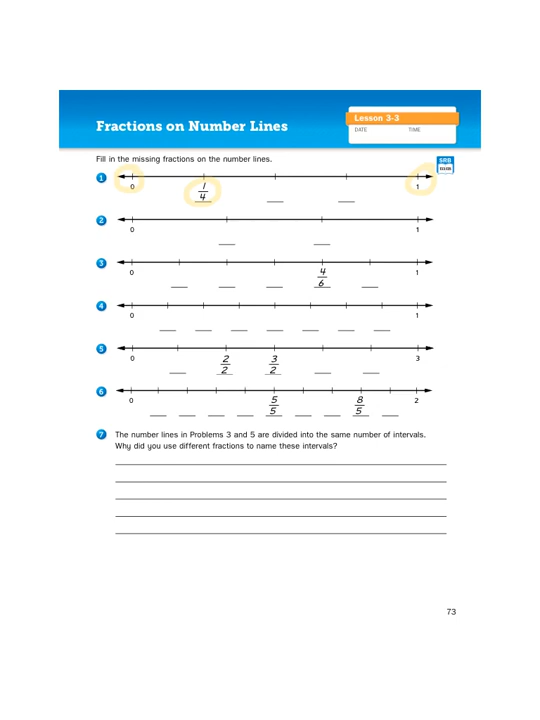 Lesson 3-3
Fractions on Number Lines
DATE TIME
Fill in the missing fractions on the number lines.
SRB
1
0 1/4 1
2
0 1
3
0 4/6 1
4
0 1
5
0 2/2 3/2 3
6
0 5/5 8/5 2
7 The number lines in Problems 3 and 5 are divided into the same number of intervals.
Why did you use different fractions to name these intervals?
73